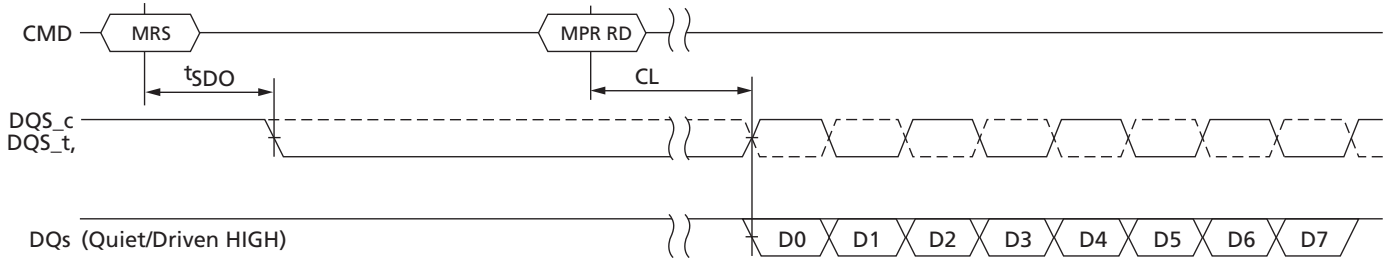 CMD MRS MPR RD
tSDO CL
DQS_c
DQS_t,
DQs (Quiet/Driven HIGH) D0 D1 D2 D3 D4 D5 D6 D7